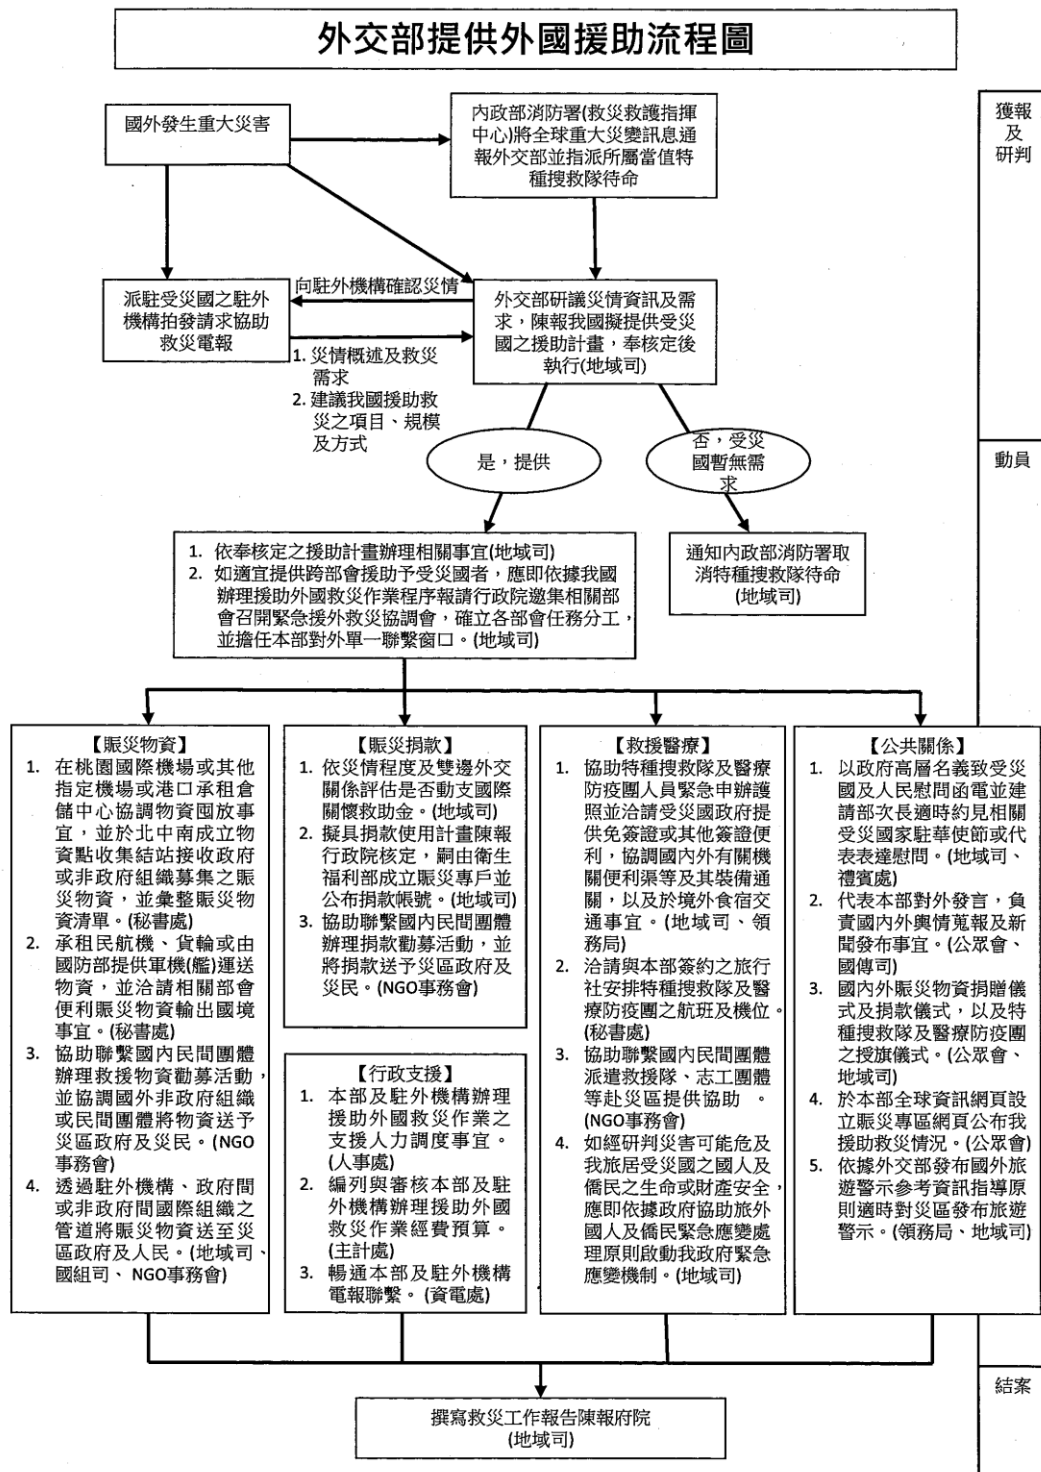 外交部提供外國援助流程圖
國外發生重大災害
內政部消防署(救災救護指揮
中心)將全球重大災變訊息通
報外交部並指派所屬當值特
種搜救隊待命
獲報
及
研判
向駐外機構確認災情
派駐受災國之駐外
機構拍發請求協助
救災電報
外交部研議災情資訊及需
求，陳報我國擬提供受災
國之援助計畫，奉核定後
執行(地域司)
1. 災情概述及救災
需求
2. 建議我國援助救
災之項目、規模
及方式
是，提供
否，受災
國暫無需
求
動員
1. 依奉核定之援助計畫辦理相關事宜(地域司)
2. 如適宜提供跨部會援助予受災國者，應即依據我國
辦理援助外國救災作業程序報請行政院邀集相關部
會召開緊急援外救災協調會，確立各部會任務分工，
並擔任本部對外單一聯繫窗口。(地域司)
通知內政部消防署取
消特種搜救隊待命
(地域司)
【賑災物資】
1. 在桃園國際機場或其他
指定機場或港口承租倉
儲中心協調物資囤放事
宜，並於北中南成立物
資點收集結站接收政府
或非政府組織募集之賑
災物資，並彙整賑災物
資清單。(秘書處)
2. 承租民航機、貨輪或由
國防部提供軍機(艦)運送
物資，並洽請相關部會
便利賑災物資輸出國境
事宜。(秘書處)
3. 協助聯繫國內民間團體
辦理救援物資勸募活動，
並協調國外非政府組織
或民間團體將物資送予
災區政府及災民。(NGO
事務會)
4. 透過駐外機構、政府間
或非政府間國際組織之
管道將賑災物資送至災
區政府及人民。(地域司、
國組司、NGO事務會)
【賑災捐款】
1. 依災情程度及雙邊外交
關係評估是否動支國際
關懷救助金。(地域司)
2. 擬具捐款使用計畫陳報
行政院核定，嗣由衛生
福利部成立賑災專戶並
公布捐款帳號。(地域司)
3. 協助聯繫國內民間團體
辦理捐款勸募活動，並
將捐款送予災區政府及
災民。(NGO事務會)
【行政支援】
1. 本部及駐外機構辦理
援助外國救災作業之
支援人力調度事宜。
(人事處)
2. 編列與審核本部及駐
外機構辦理援助外國
救災作業經費預算。
(主計處)
3. 暢通本部及駐外機構
電報聯繫。(資電處)
【救援醫療】
1. 協助特種搜救隊及醫療
防疫團人員緊急申辦護
照並洽請受災國政府提
供免簽證或其他簽證便
利，協調國內外有關機
關便利渠等及其裝備通
關，以及於境外食宿交
通事宜。(地域司、領
務局)
2. 洽請與本部簽約之旅行
社安排特種搜救隊及醫
療防疫團之航班及機位。
(秘書處)
3. 協助聯繫國內民間團體
派遣救援隊、志工團體
等赴災區提供協助 。
(NGO事務會)
4. 如經研判災害可能危及
我旅居受災國之國人及
僑民之生命或財產安全，
應即依據政府協助旅外
國人及僑民緊急應變處
理原則啟動我政府緊急
應變機制。(地域司)
【公共關係】
1. 以政府高層名義致受災
國及人民慰問函電並建
請部次長適時約見相關
受災國家駐華使節或代
表表達慰問。(地域司、
禮賓處)
2. 代表本部對外發言，負
責國內外輿情蒐報及新
聞發布事宜。(公眾會、
國傳司)
3. 國內外賑災物資捐贈儀
式及捐款儀式，以及特
種搜救隊及醫療防疫團
之授旗儀式。(公眾會、
地域司)
4. 於本部全球資訊網頁設
立賑災專區網頁公布我
援助救災情況。(公眾會)
5. 依據外交部發布國外旅
遊警示參考資訊指導原
則適時對災區發布旅遊
警示。(領務局、地域司)
結案
撰寫救災工作報告陳報府院
(地域司)